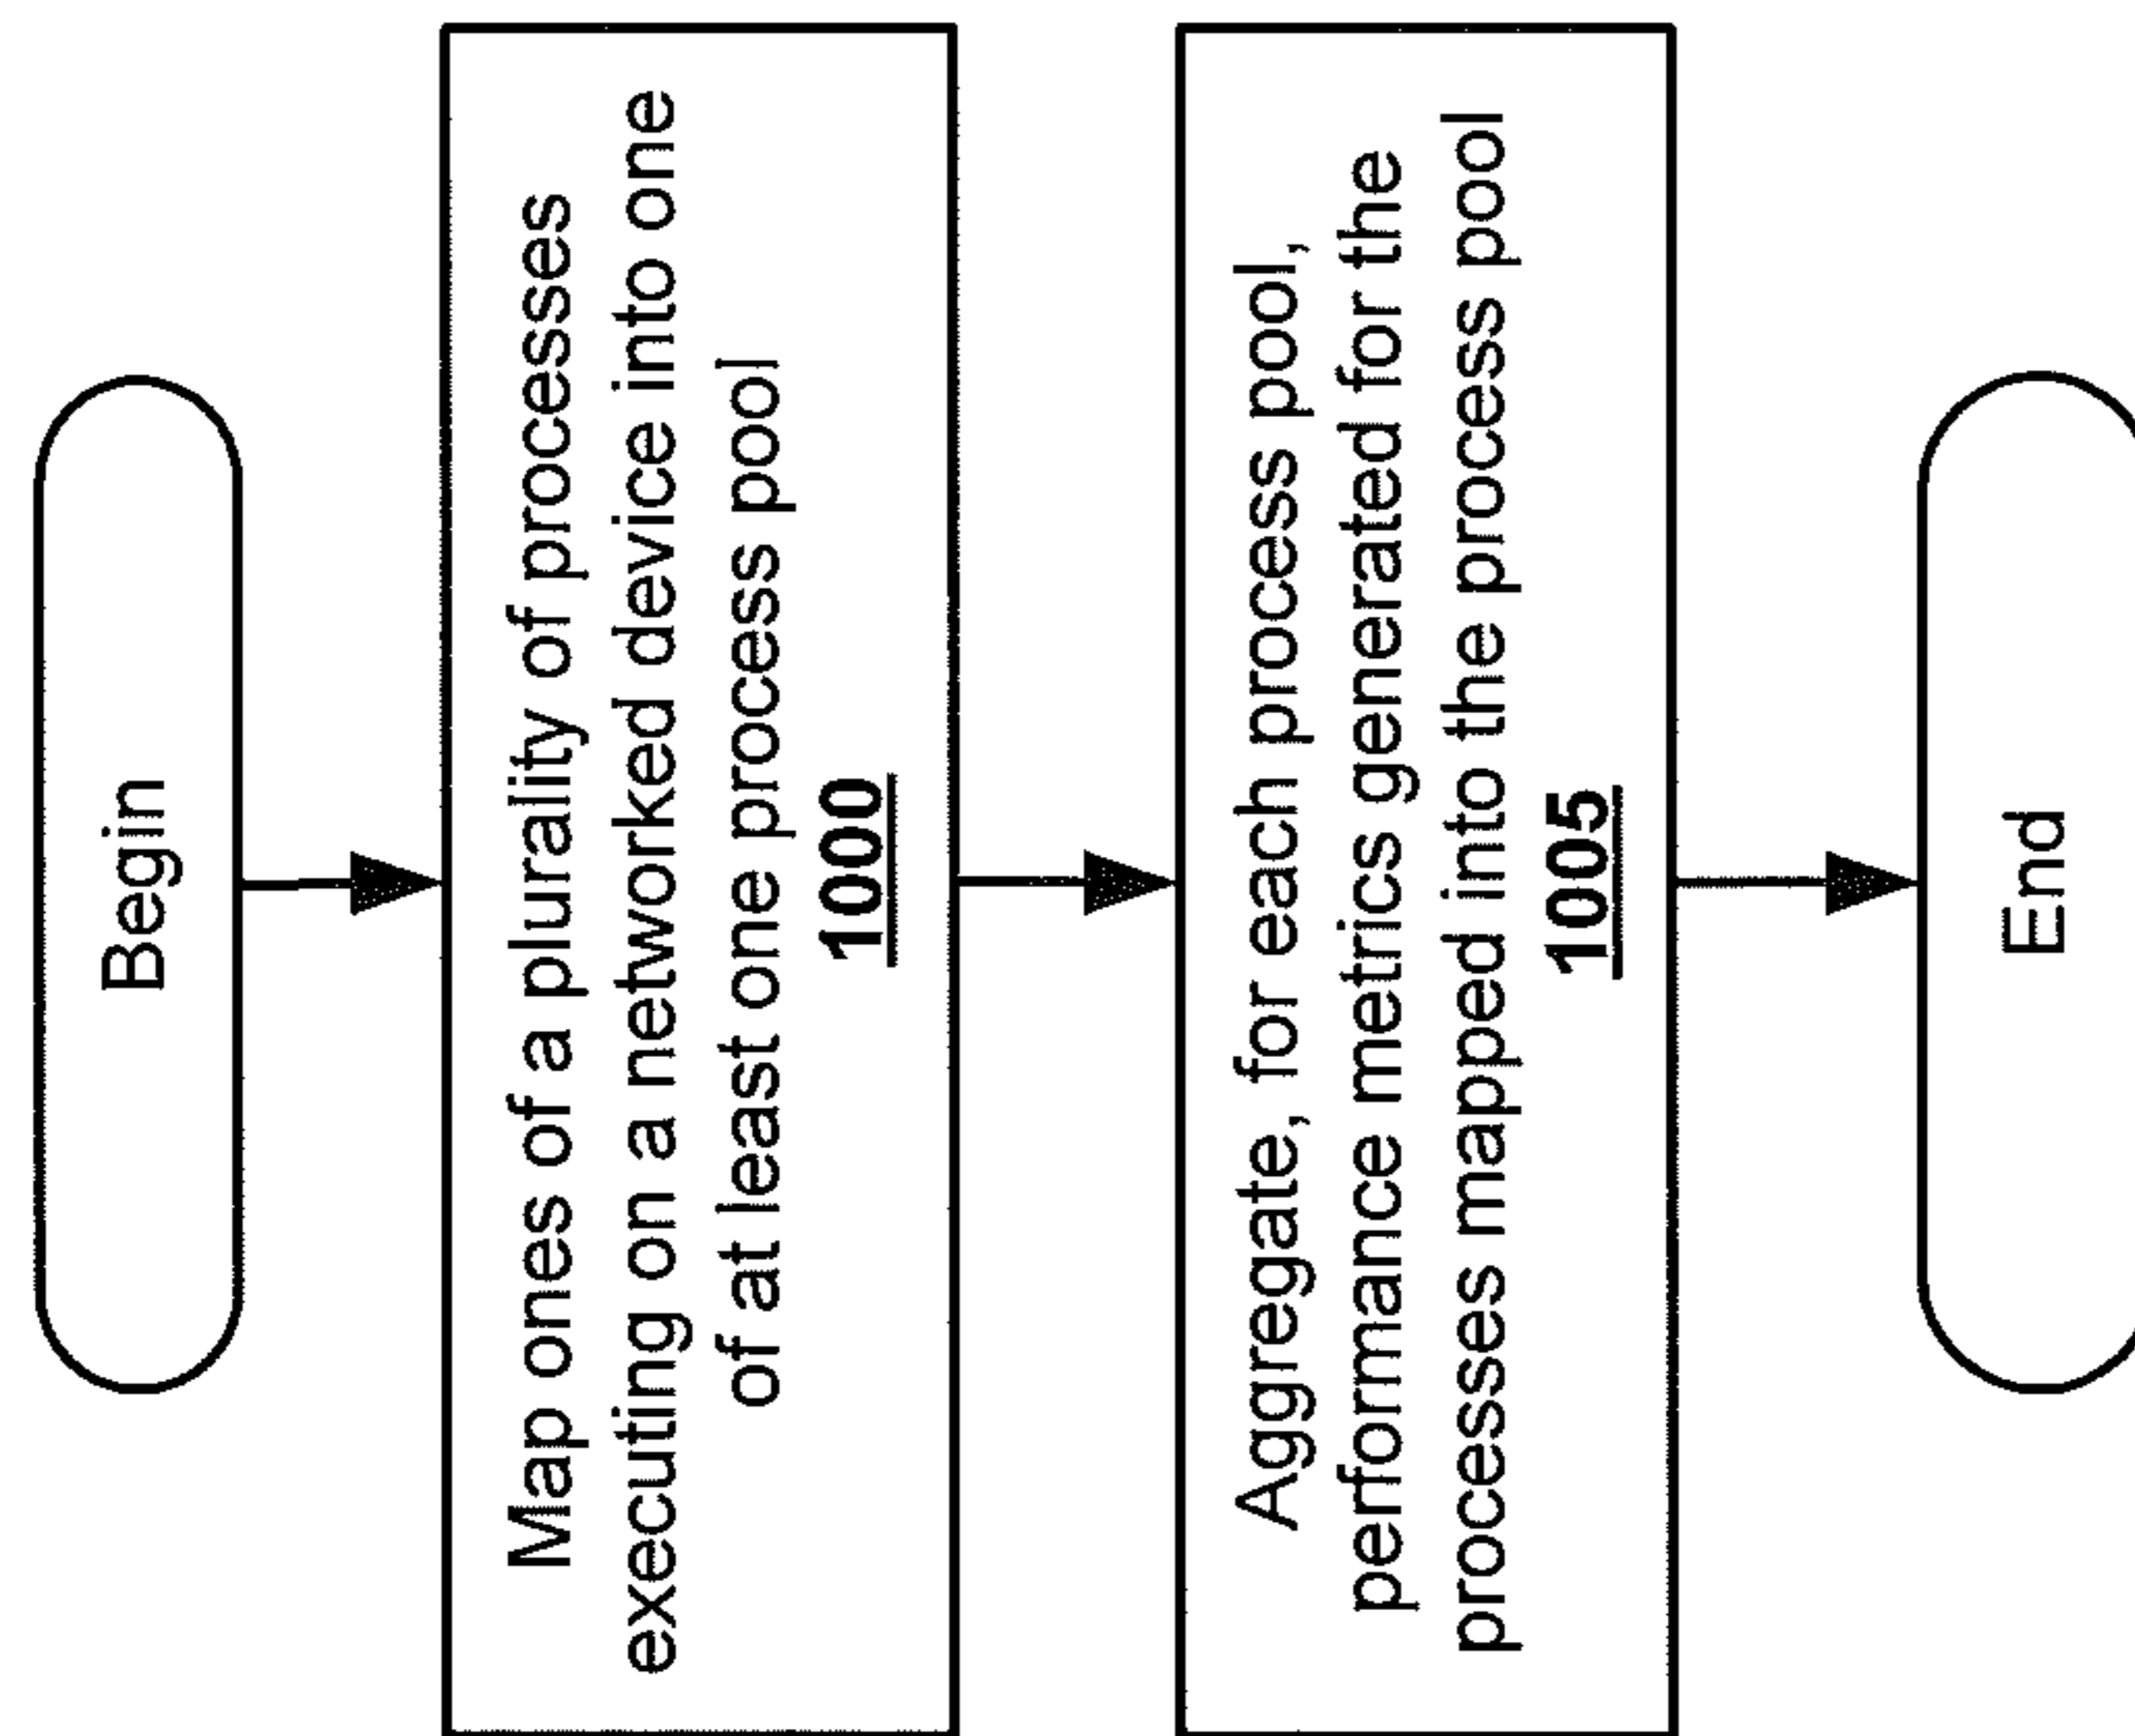 Begin
Map ones of a plurality of processes
executing on a networked device into one
of at least one process pool
1000
Aggregate, for each process pool,
performance metrics generated for the
processes mapped into the process pool
1005
End